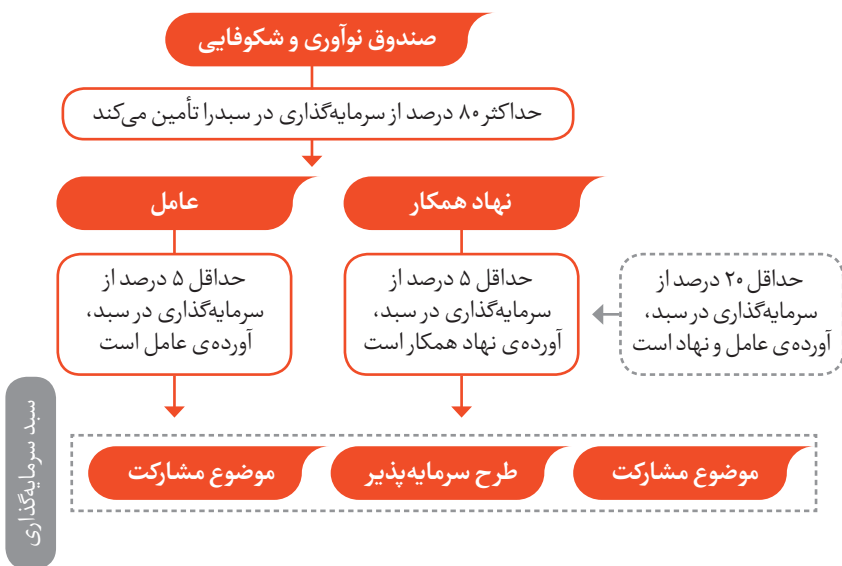 صندوق نوآوری و شکوفایی
حداکثر ۸۰ درصد از سرمایه‌گذاری در سبدرا تأمین می‌کند
نهاد همکار
عامل
حداقل ۲۰ درصد از
سرمایه‌گذاری در سبد،
آورده‌ی عامل و نهاد است
حداقل ۵ درصد از
سرمایه‌گذاری در سبد،
آورده‌ی نهاد همکار است
حداقل ۵ درصد از
سرمایه‌گذاری در سبد،
آورده‌ی عامل است
موضوع مشارکت
طرح سرمایه‌پذیر
موضوع مشارکت
سبد سرمایه‌گذاری